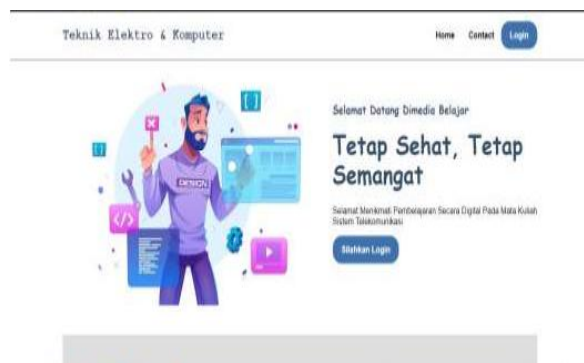 Teknik Elektro & Komputer
Home Contact Login
Selamat Datang Dimedia Belajar
Tetap Sehat, Tetap
Semangat
Selamat Menikmati Pembelajaran Secara Digital Pada Mata Kuliah
Sistem Telekomunikasi
Silahkan Login
DESIGN